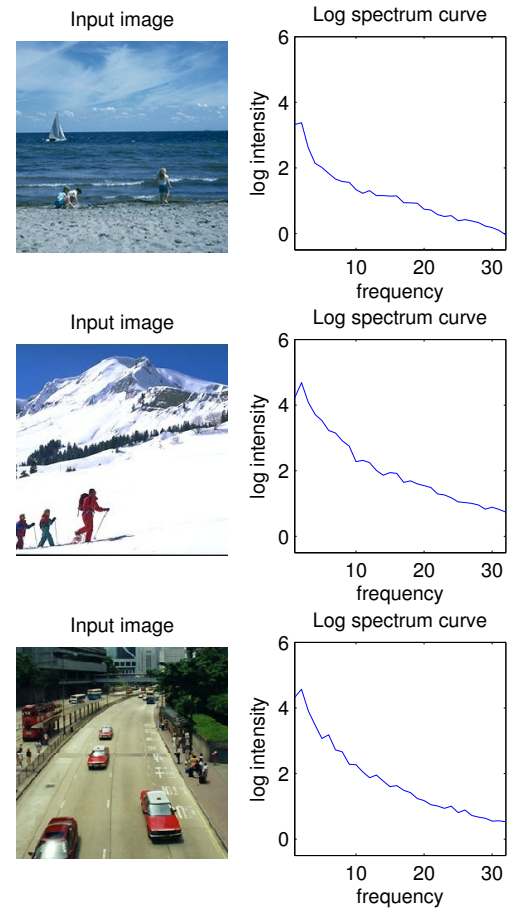 Input image
Log spectrum curve
6
4
2
0
log intensity
10 20 30
frequency
Input image
Log spectrum curve
6
4
2
0
log intensity
10 20 30
frequency
Input image
Log spectrum curve
6
4
2
0
log intensity
10 20 30
frequency